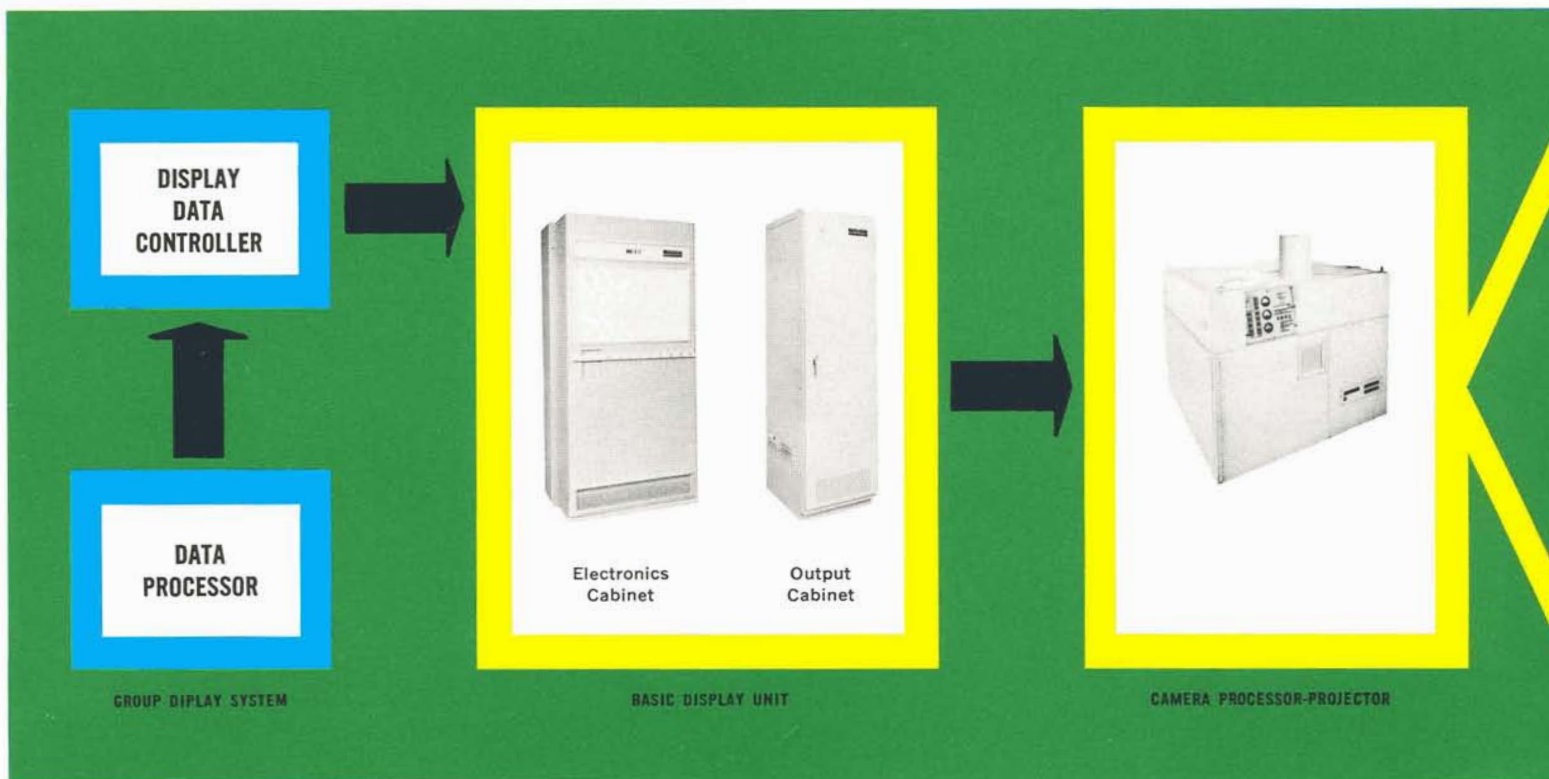 DISPLAY
DATA
CONTROLLER
DATA
PROCESSOR
Electronics
Cabinet
Output
Cabinet
GROUP DIPLAY SYSTEM
BASIC DISPLAY UNIT
CAMERA PROCESSOR-PROJECTOR